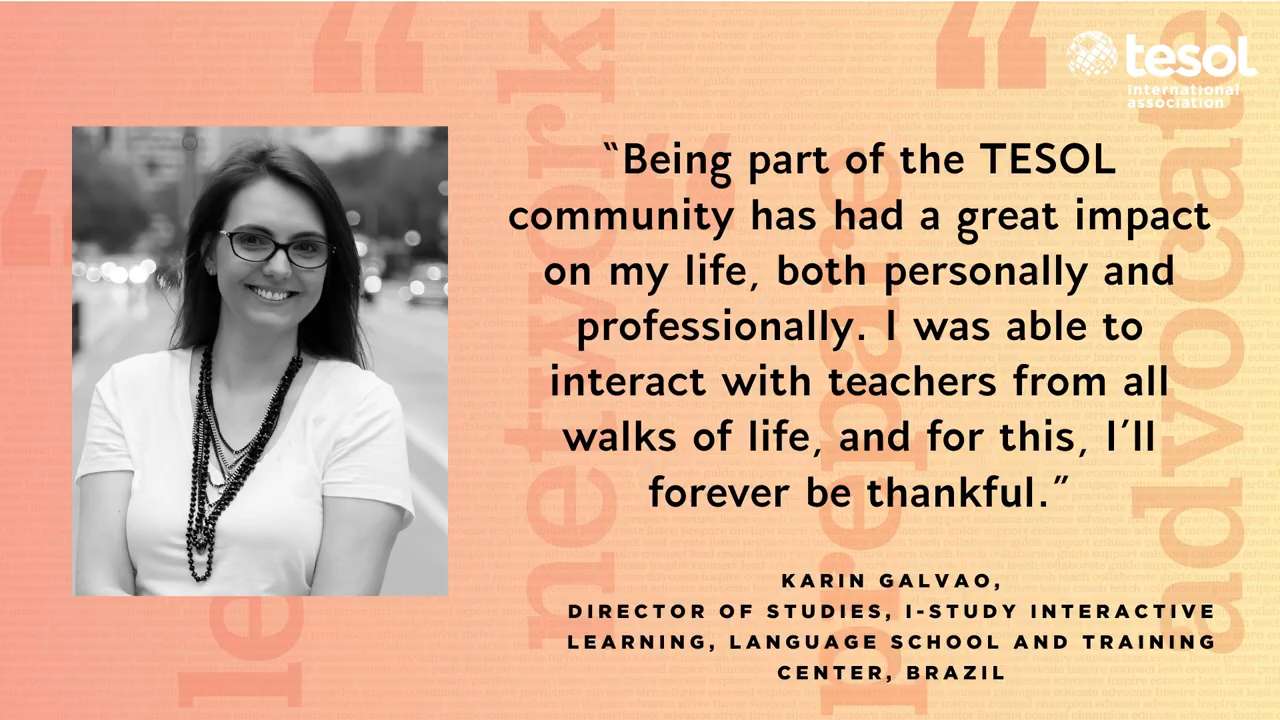 tesol
international
association
“Being part of the TESOL
community has had a great impact
on my life, both personally and
professionally. I was able to
interact with teachers from all
walks of life, and for this, I’ll
forever be thankful.”
KARIN GALVAO,
DIRECTOR OF STUDIES, I-STUDY INTERACTIVE
LEARNING, LANGUAGE SCHOOL AND TRAINING
CENTER, BRAZIL
network
prepare
advocate